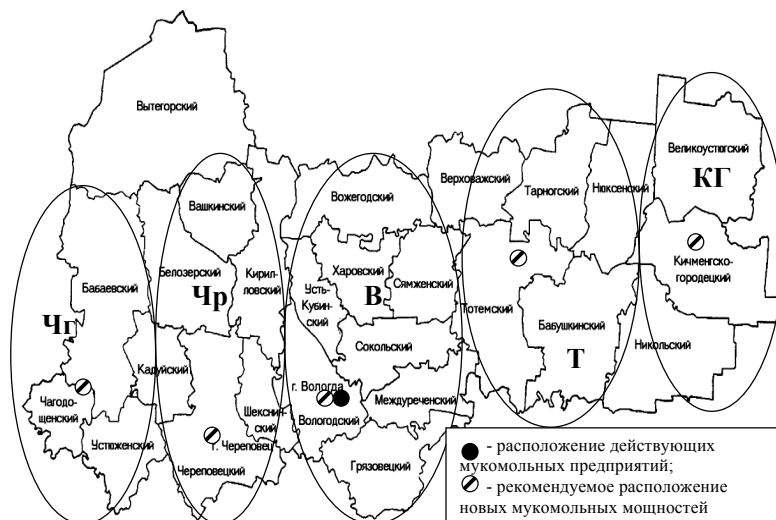 Вытегорский
Великоустюгский
КГ
Верховажский
Тарногский
Нюксенский
Вашкинский
Вожегодский
Кичменгско-
городецкий
Белозерский
Кирил-
ловский
Харовский
Усть-
Кубин-
ский
Сямженский
Бабаевский
Чр
В
Тотемский
Бабушкинский
Чг
Сокольский
Т
Никольский
Кадуйский
г. Вологда
Междуреченский
Чагодо-
щенский
Шекснин-
ский
Вологодский
Устюженский
г. Череповец
Череповецкий
Грязовецкий
- расположение действующих
мукомольных предприятий;
- рекомендуемое расположение
новых мукомольных мощностей